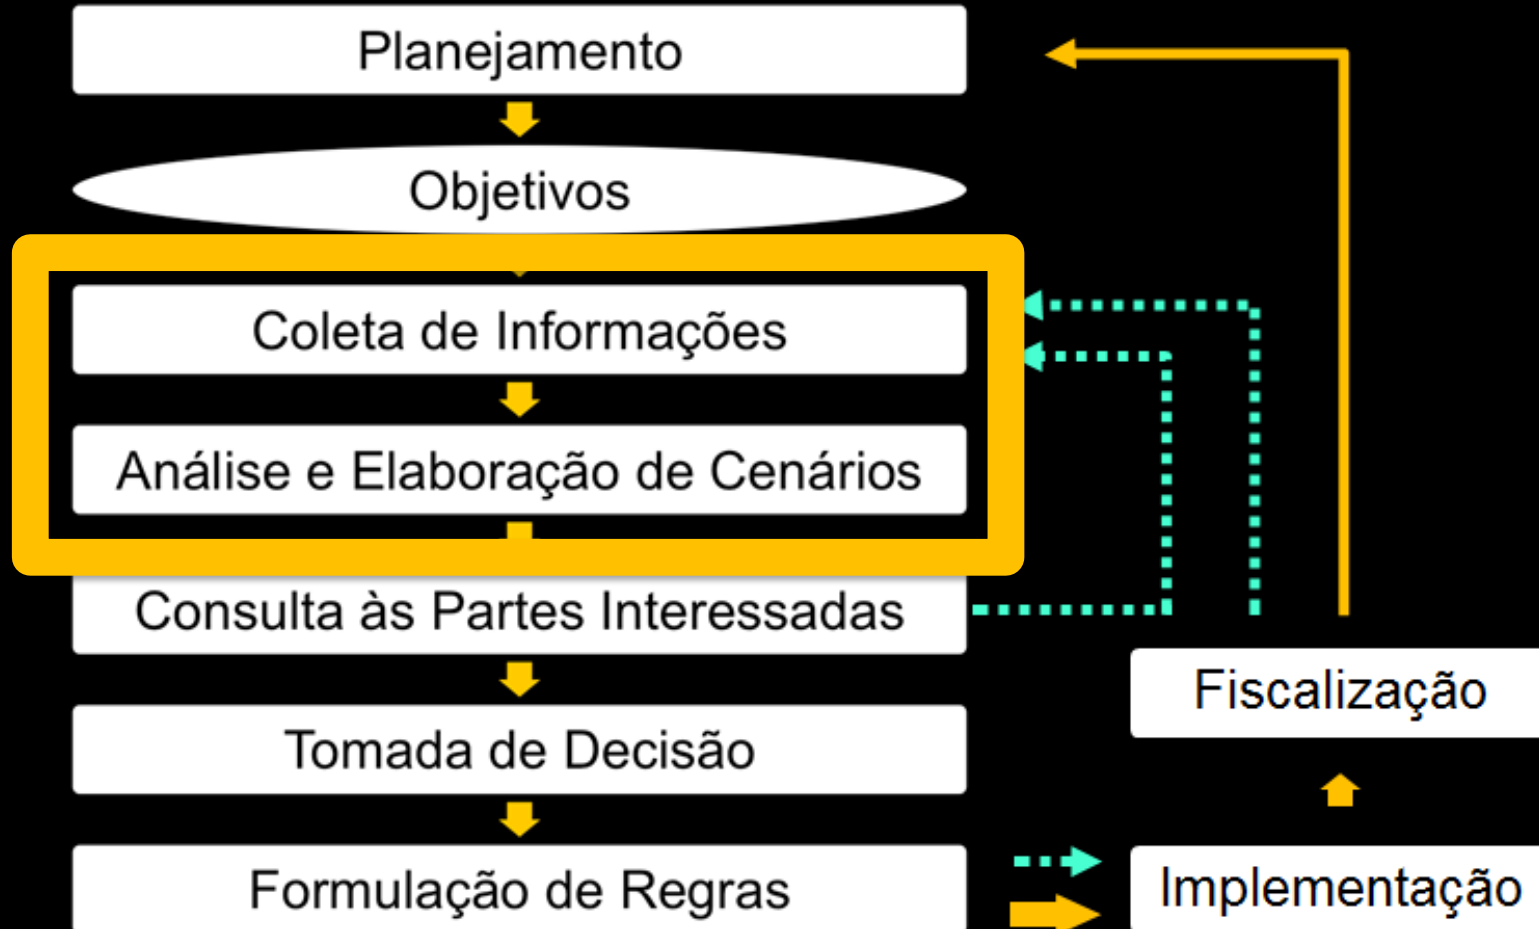 Planejamento
Objetivos
Coleta de Informações
Análise e Elaboração de Cenários
Consulta às Partes Interessadas
Tomada de Decisão
Formulação de Regras
Fiscalização
Implementação